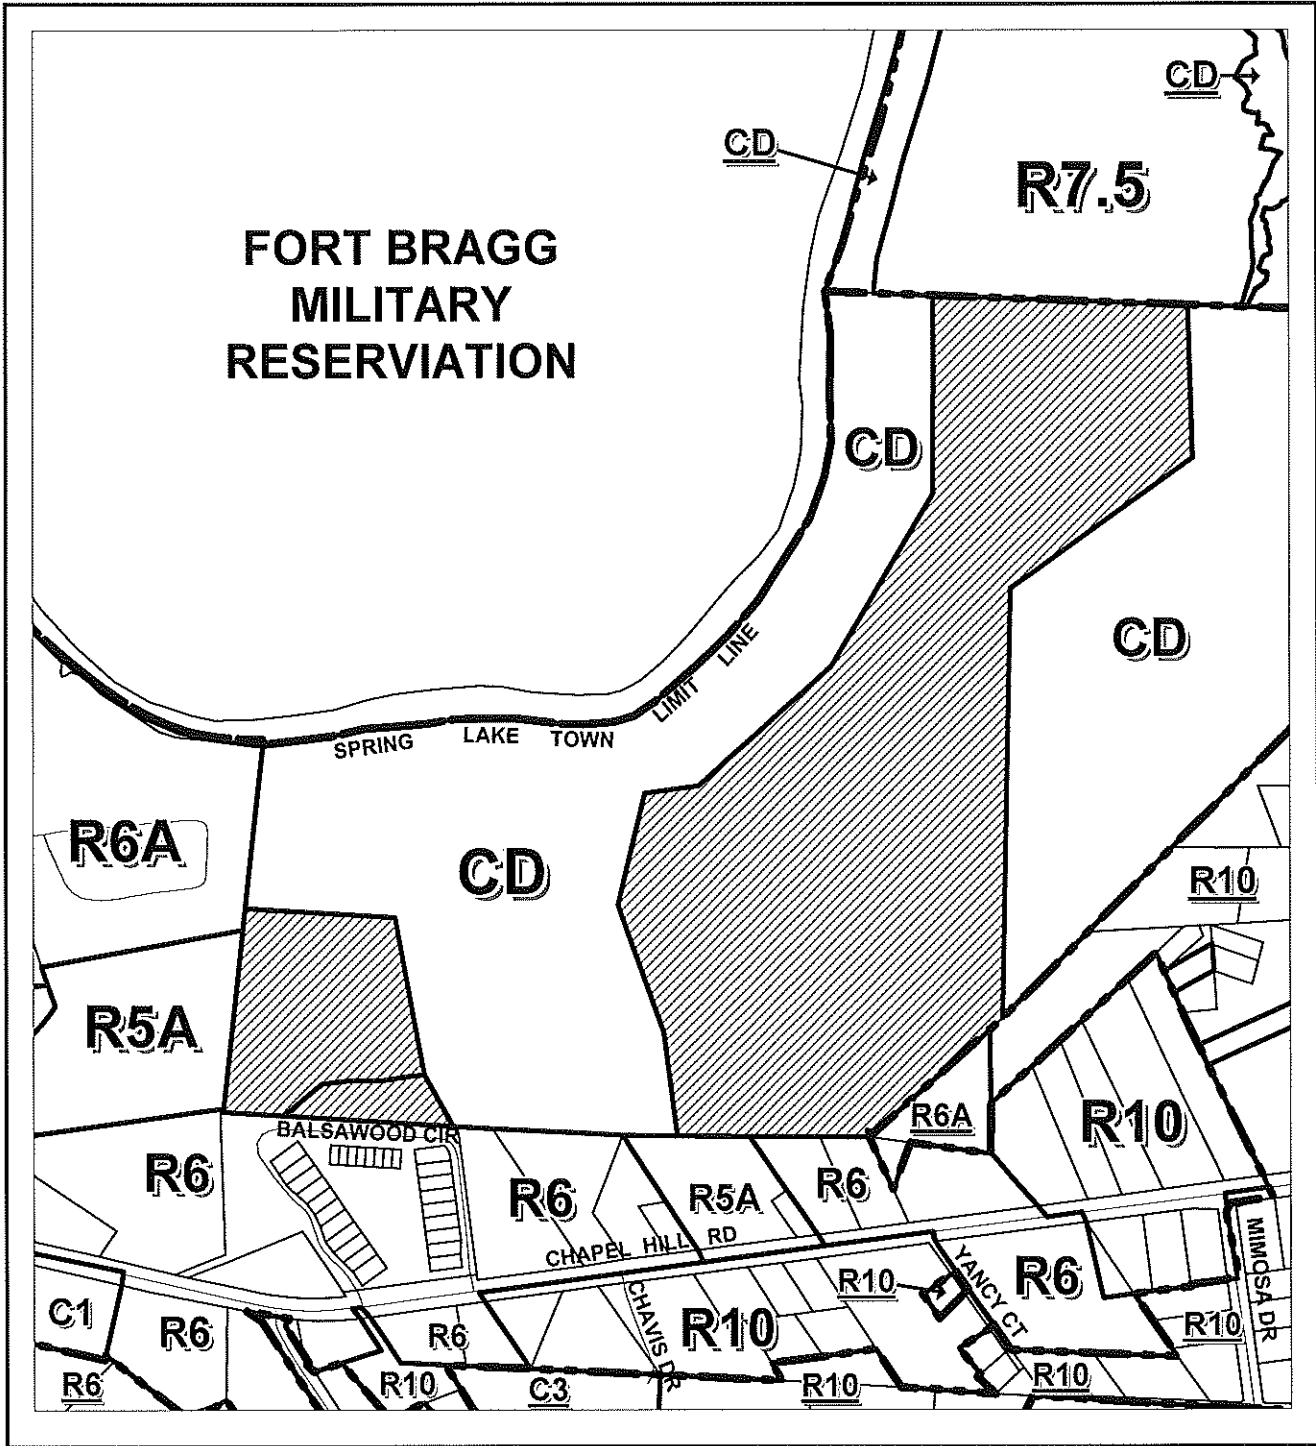 CD
CD
R7.5
FORT BRAGG
MILITARY
RESERVIATION
CD
CD
SPRING LAKE TOWN LIMIT LINE
R6A
CD
R10
R5A
R6A
R10
BALSAWOOD CIR
R6
R6
R5A
R6
CHAPEL HILL RD
MIMOSA DR
YANCY CT
R6
R10
CHAVIS DR
C1
R6
R6
R10
R10
R6
R10
C3
R10
R10